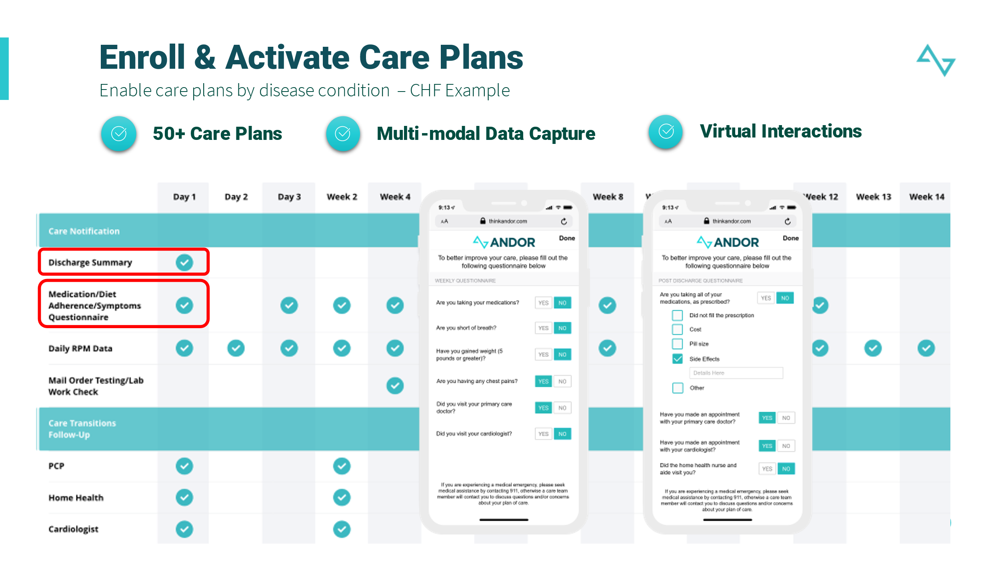 Enroll & Activate Care Plans
Enable care plans by disease condition – CHF Example
50+ Care Plans
Multi-modal Data Capture
Virtual Interactions
Day 1 Day 2 Day 3 Week 2 Week 4 Week 8 Week 12 Week 13 Week 14
Care Notification
Discharge Summary
Medication/Diet
Adherence/Symptoms
Questionnaire
Daily RPM Data
Mail Order Testing/Lab
Work Check
Care Transitions
Follow-Up
PCP
Home Health
Cardiologist
9:13
AA thinkandor.com
ANDOR Done
To better improve your care, please fill out the
following questionnaire below
WEEKLY QUESTIONNAIRE
Are you taking your medications? YES NO
Are you short of breath? YES NO
Have you gained weight (5
pounds or greater)? YES NO
Are you having any chest pains? YES NO
Did you visit your primary care
doctor? YES NO
Did you visit your cardiologist? YES NO
If you are experiencing a medical emergency, please seek
medical assistance by contacting 911, otherwise a care team
member will contact you to discuss questions and/or concerns
about your plan of care.
9:13
AA thinkandor.com
ANDOR Done
To better improve your care, please fill out the
following questionnaire below
POST DISCHARGE QUESTIONNAIRE
Are you taking all of your
medications, as prescribed? YES NO
Did not fill the prescription
Cost
Pill size
Side Effects
Details Here
Other
Have you made an appointment
with your primary care doctor? YES NO
Have you made an appointment
with your cardiologist? YES NO
Did the home health nurse and
aide visit you? YES NO
If you are experiencing a medical emergency, please seek
medical assistance by contacting 911, otherwise a care team
member will contact you to discuss questions and/or concerns
about your plan of care.